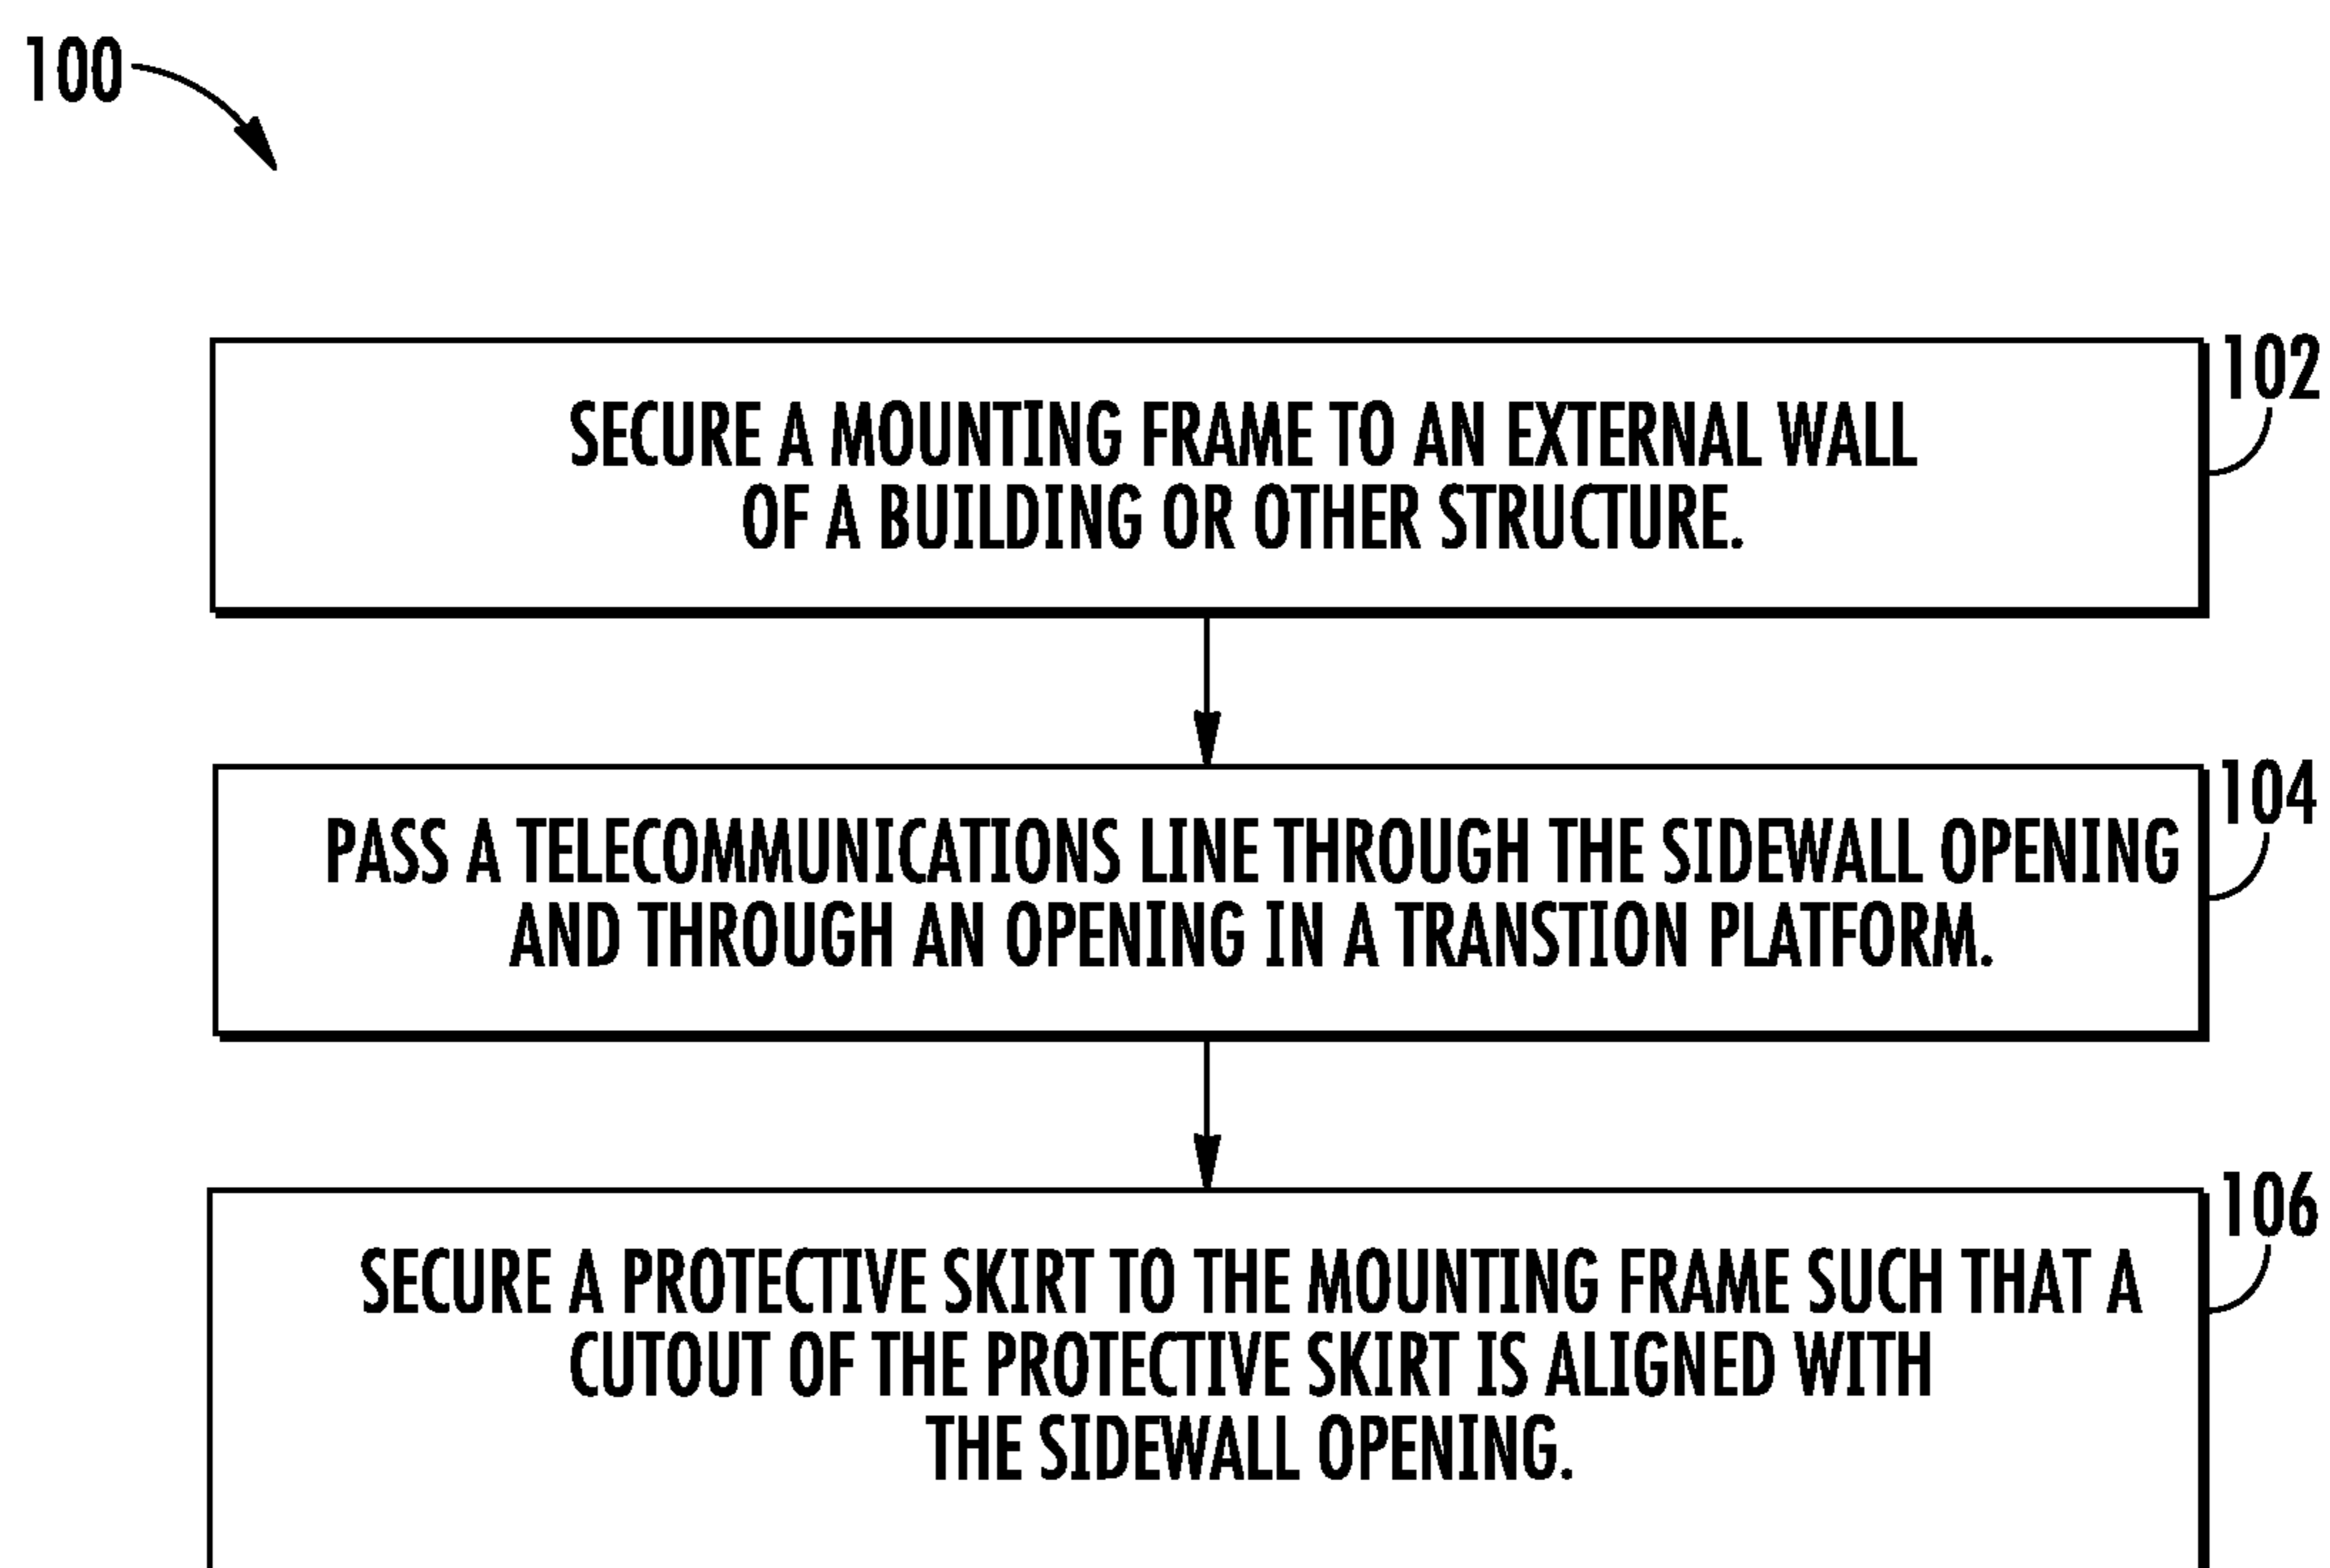 100
102
SECURE A MOUNTING FRAME TO AN EXTERNAL WALL
OF A BUILDING OR OTHER STRUCTURE.
104
PASS A TELECOMMUNICATIONS LINE THROUGH THE SIDEWALL OPENING
AND THROUGH AN OPENING IN A TRANSTION PLATFORM.
106
SECURE A PROTECTIVE SKIRT TO THE MOUNTING FRAME SUCH THAT A
CUTOUT OF THE PROTECTIVE SKIRT IS ALIGNED WITH
THE SIDEWALL OPENING.